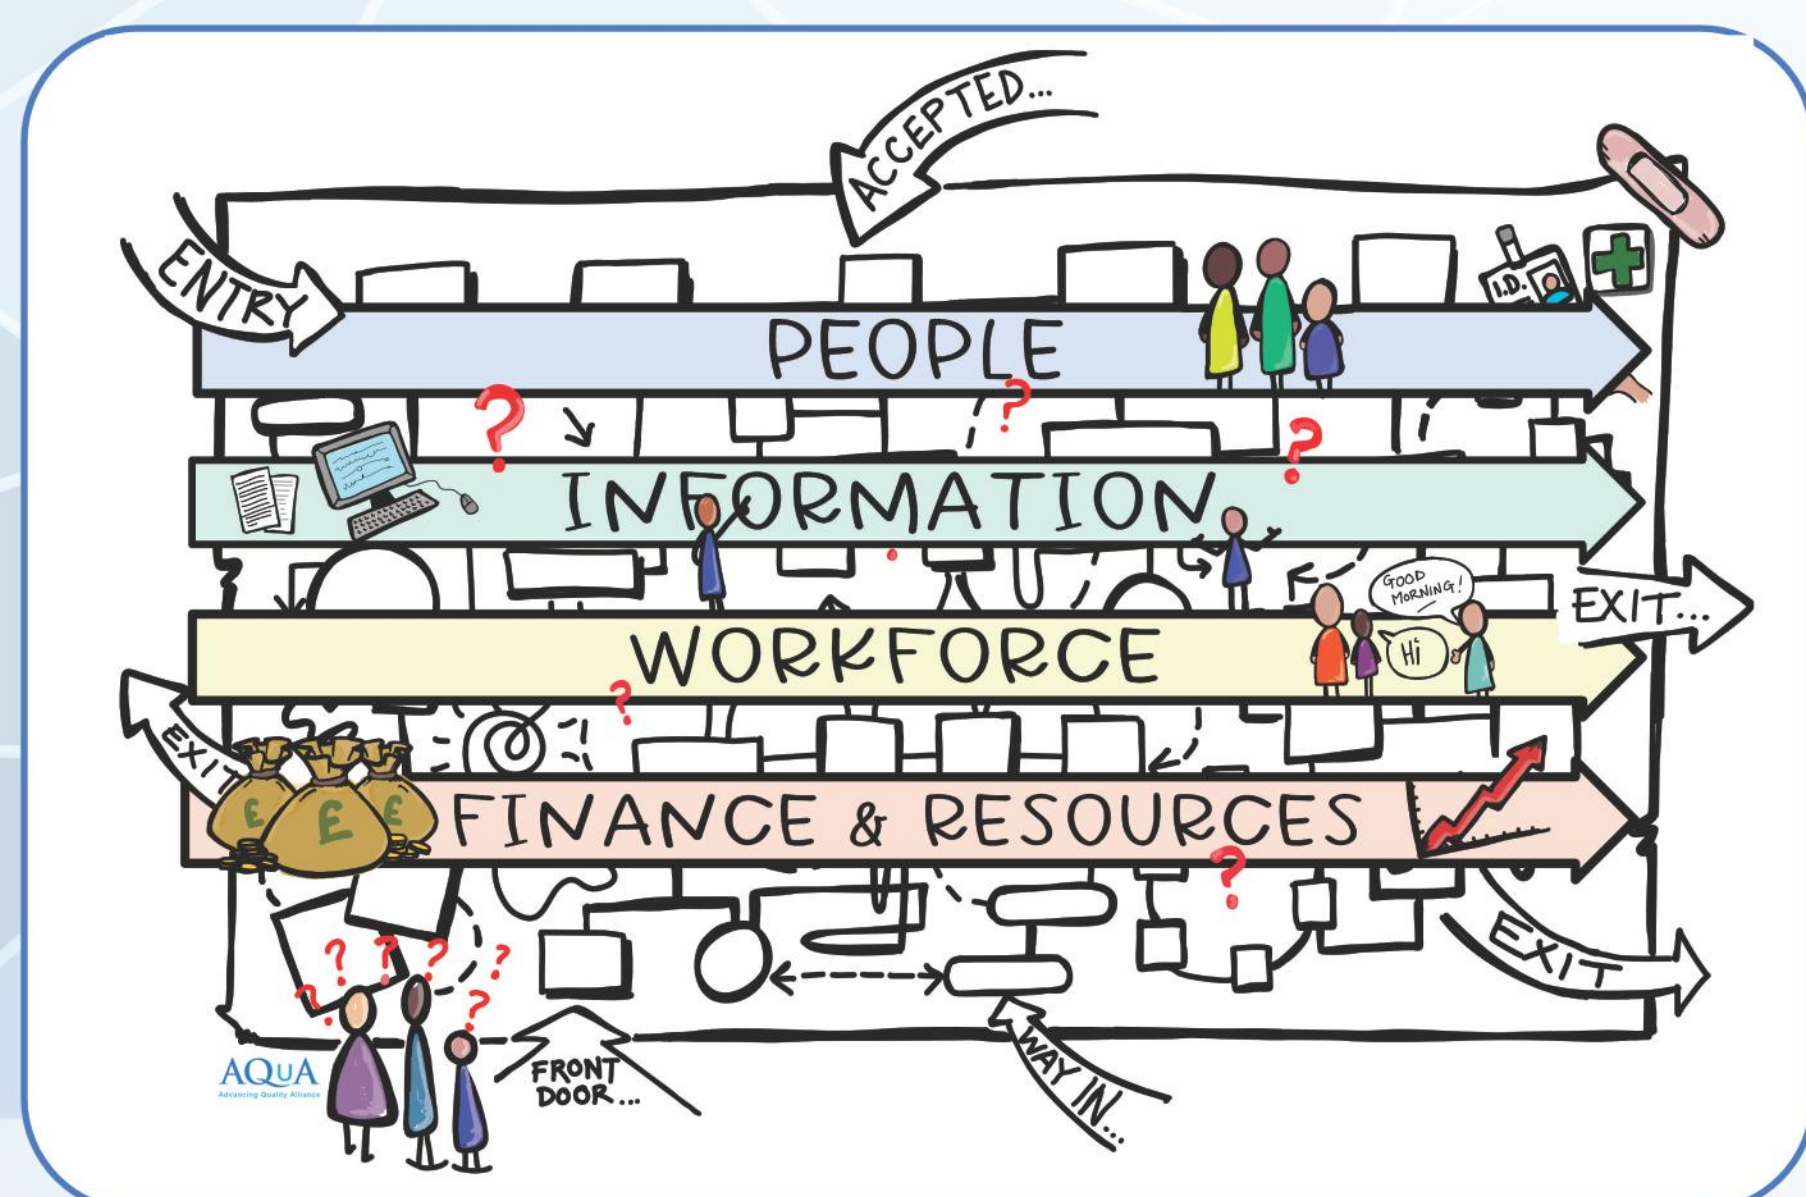 ACCEPTED...
ENTRY
I.D.
PEOPLE
INFORMATION
GOOD
MORNING!
EXIT...
Hi
WORKFORCE
EXIT
£ £ £
FINANCE & RESOURCES
EXIT
AQuA
Advancing Quality Alliance
FRONT
DOOR...
WAY IN...